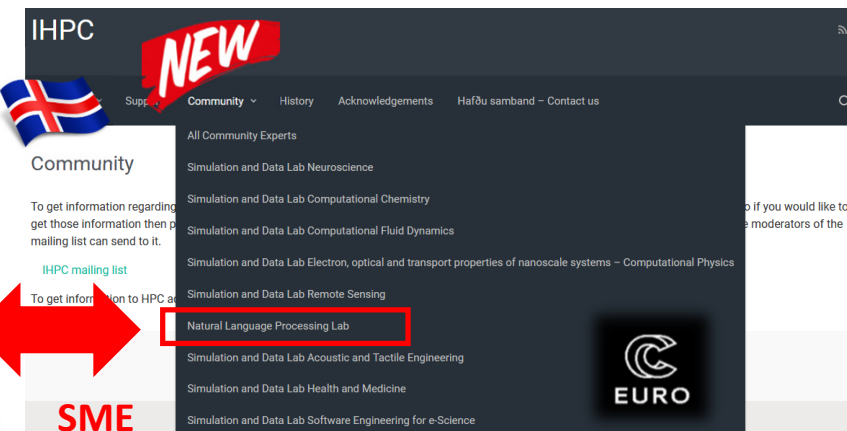 IHPC
NEW
Community History Acknowledgements Hafðu samband – Contact us
All Community Experts
Community
Simulation and Data Lab Neuroscience
Simulation and Data Lab Computational Chemistry
To get information regarding
o if you would like to
get those information then p
e moderators of the
Simulation and Data Lab Computational Fluid Dynamics
mailing list can send to it.
Simulation and Data Lab Electron, optical and transport properties of nanoscale systems – Computational Physics
IHPC mailing list
Simulation and Data Lab Remote Sensing
To get information to HPC ac
Natural Language Processing Lab
Simulation and Data Lab Acoustic and Tactile Engineering
Simulation and Data Lab Health and Medicine
EURO
SME
Simulation and Data Lab Software Engineering for e-Science